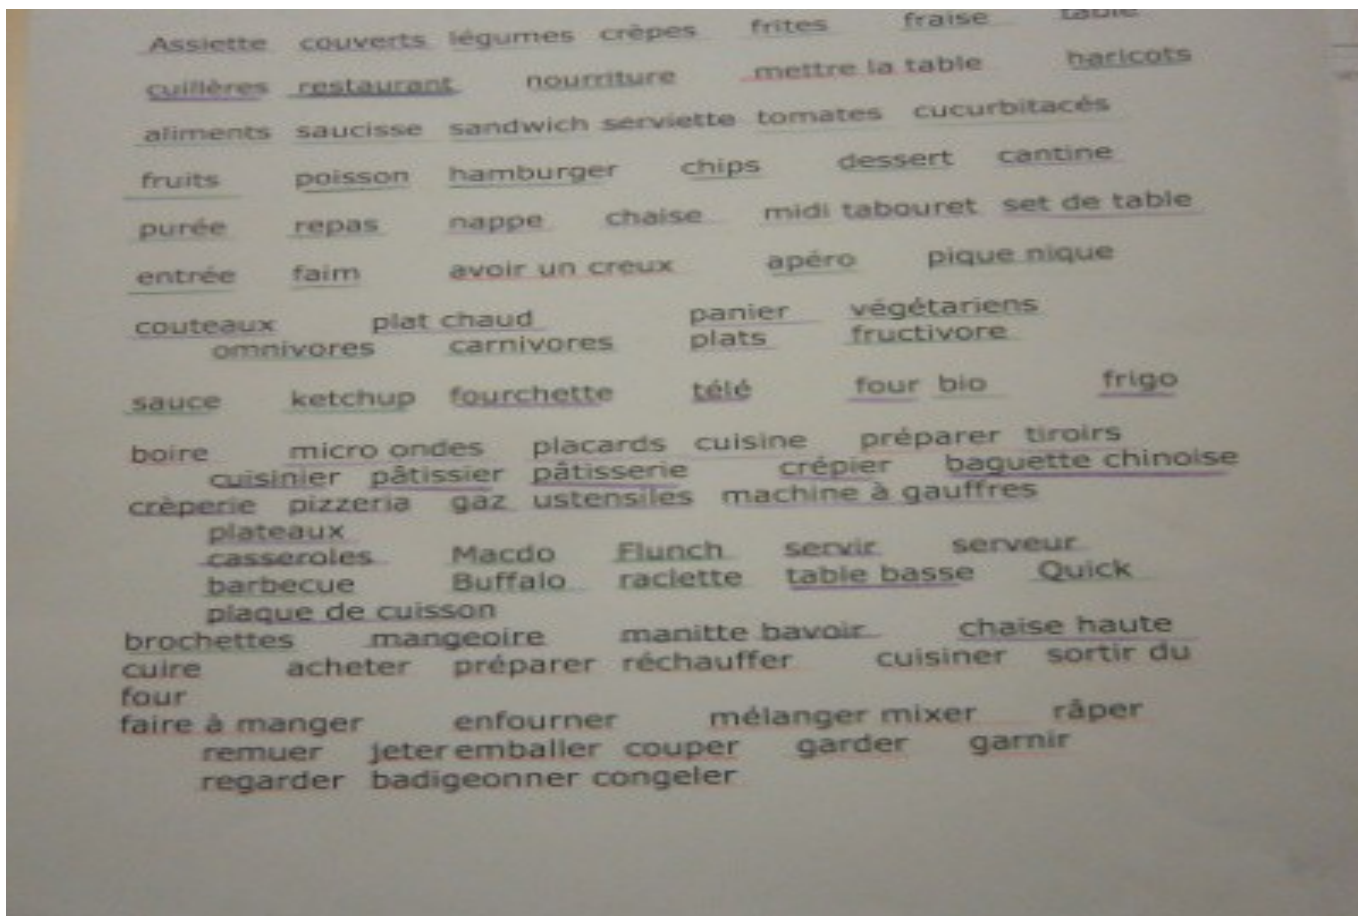 Assiette couverts légumes crèpes frites fraise table
cuillères restaurant nourriture mettre la table haricots
aliments saucisse sandwich serviette tomates cucurbitacés
fruits poisson hamburger chips dessert cantine
purée repas nappe chaise midi tabouret set de table
entrée faim avoir un creux apéro pique nique
couteaux plat chaud panier végétariens
omnivores carnivores plats fructivore
sauce ketchup fourchette télé four bio frigo
boire micro ondes placards cuisine préparer tiroirs
cuisinier pâtissier pâtisserie crépier baguette chinoise
crèperie pizzeria gaz ustensiles machine à gauffres
plateaux
casseroles Macdo Flunch servir serveur
barbecue Buffalo raclette table basse Quick
plaque de cuisson
brochettes mangeoire manitte bavoir chaise haute
cuire acheter préparer réchauffer cuisiner sortir du
four
faire à manger enfourner mélanger mixer râper
remuer jeter emballer couper garder garnir
regarder badigeonner congeler